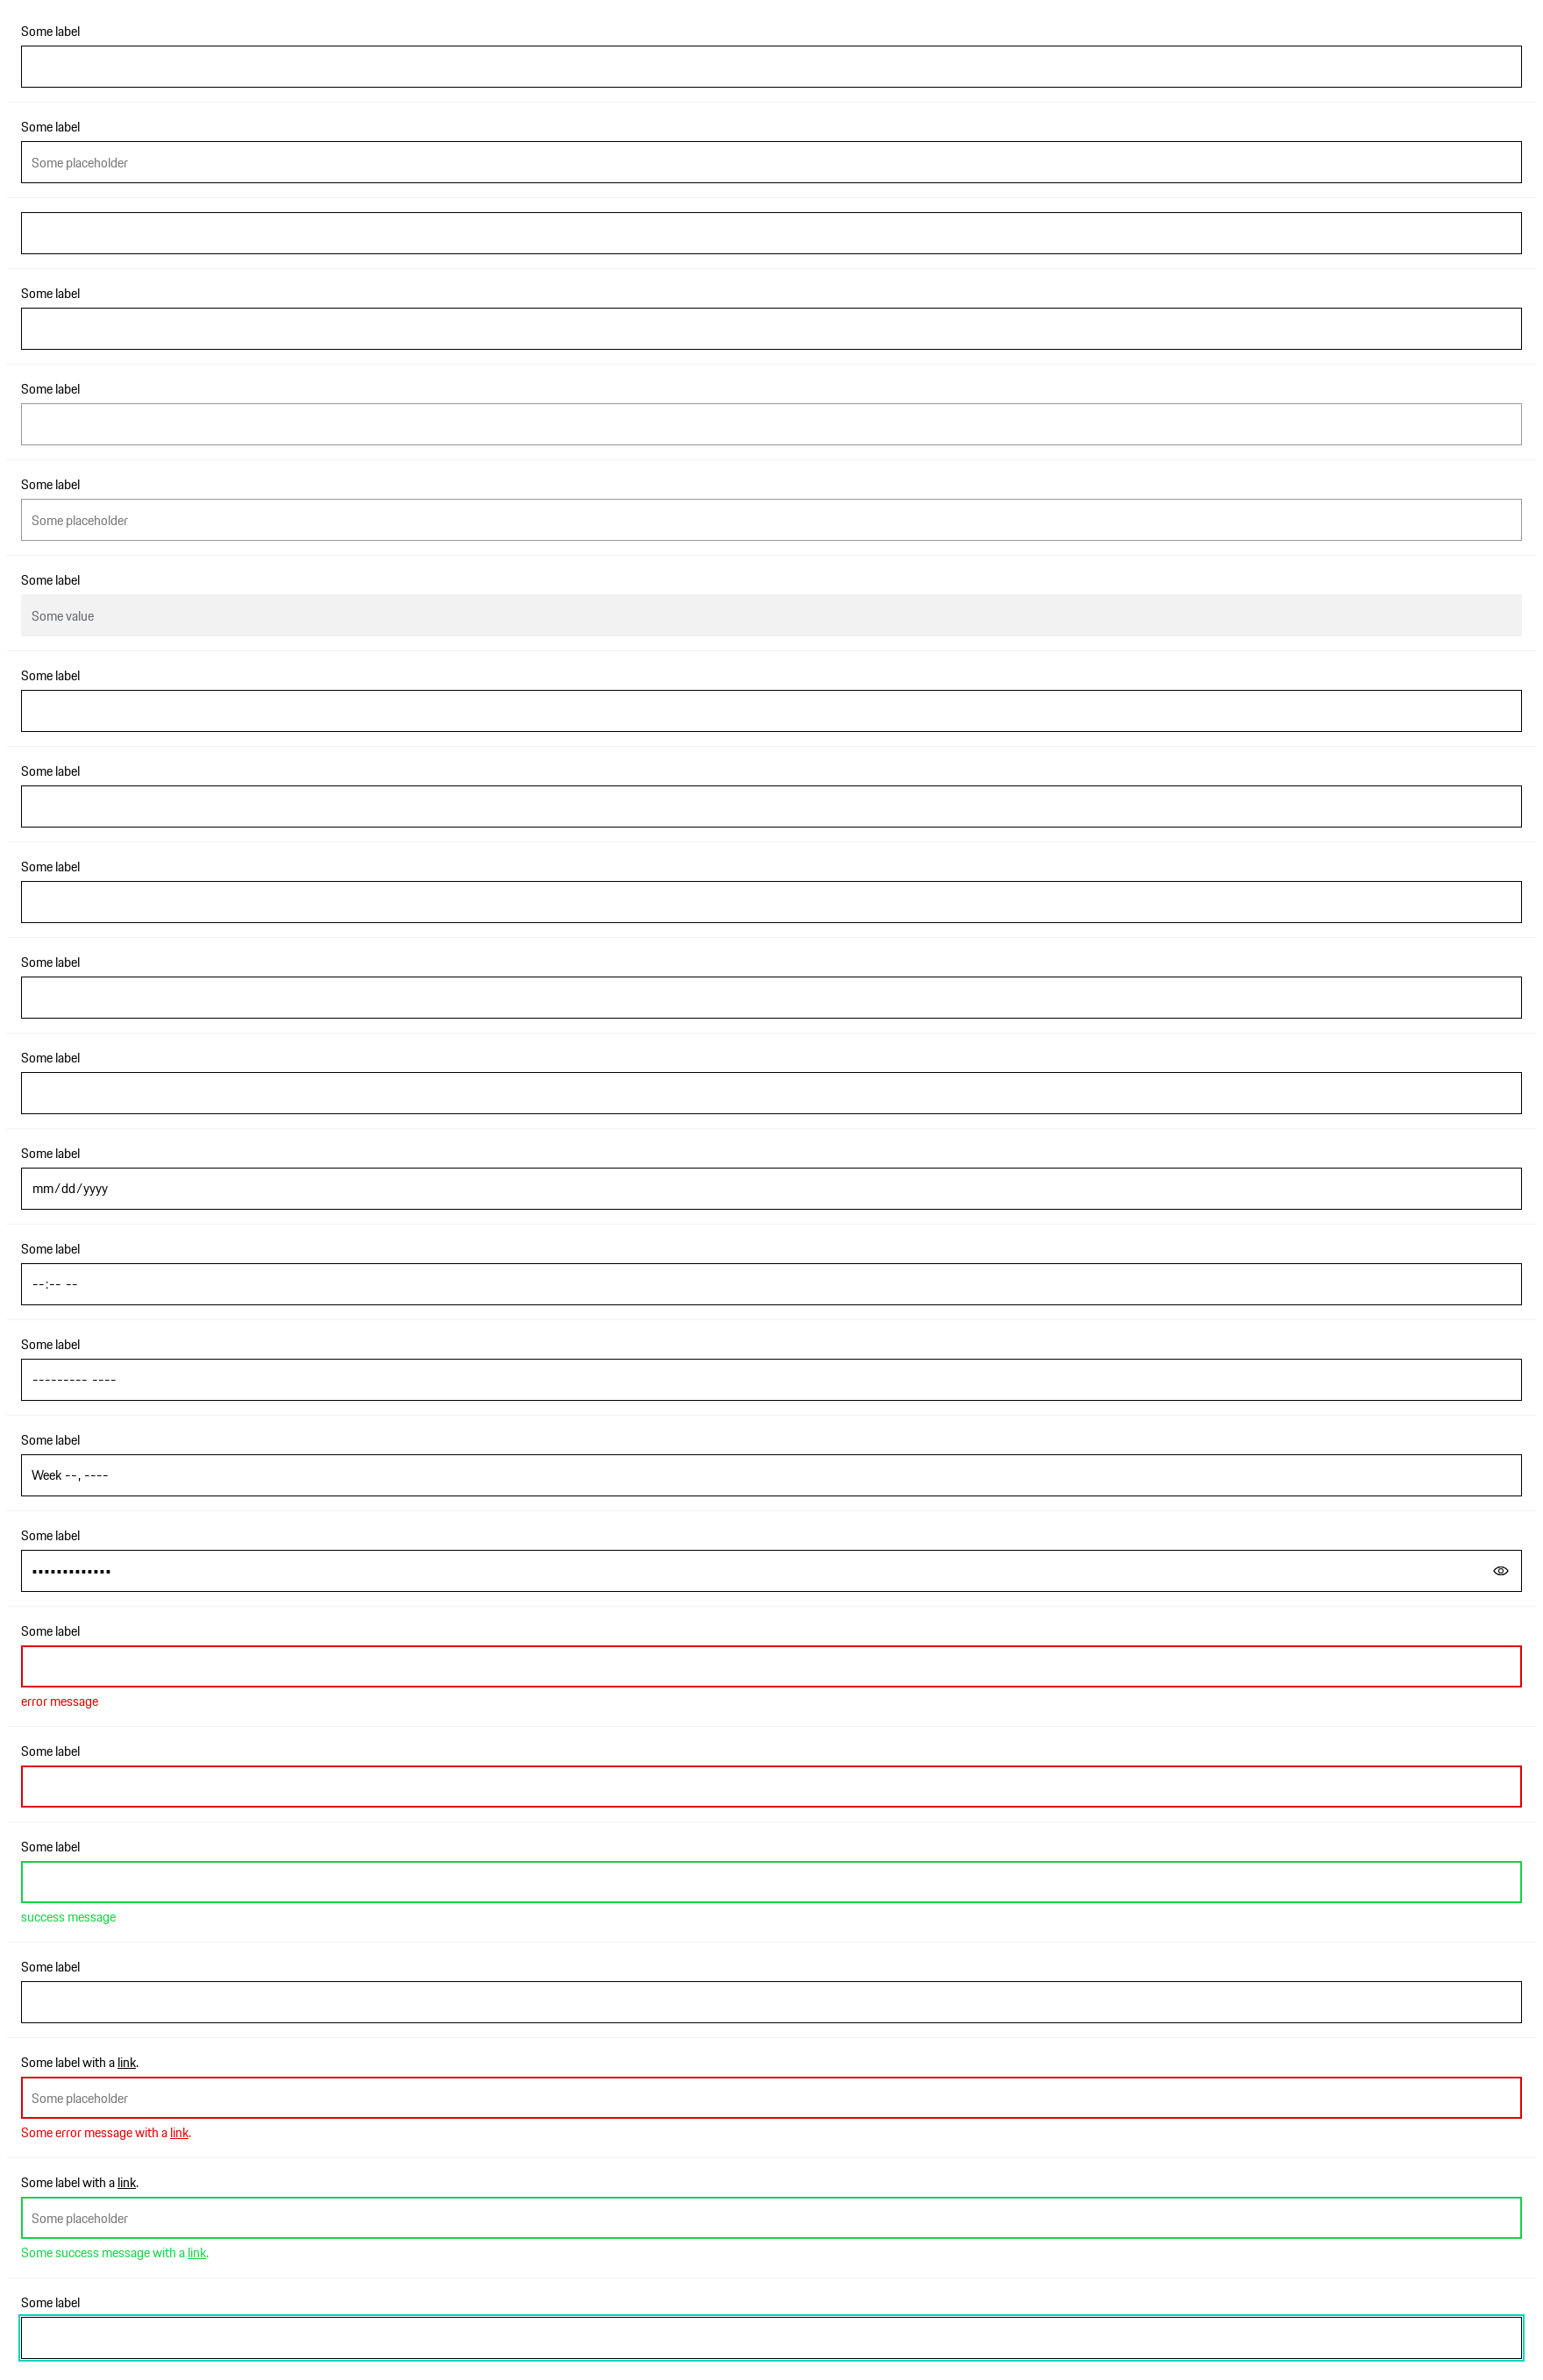 Some label
Some label
Some placeholder
Some label
Some label
Some label
Some placeholder
Some label
Some value
Some label
Some label
Some label
Some label
Some label
Some label
mm/dd/yyyy
Some label
--:-- --
Some label
--------- ----
Some label
Week --, ----
Some label
•••••••••••••
Some label
error message
Some label
Some label
success message
Some label
Some label with a link.
Some placeholder
Some error message with a link.
Some label with a link.
Some placeholder
Some success message with a link.
Some label